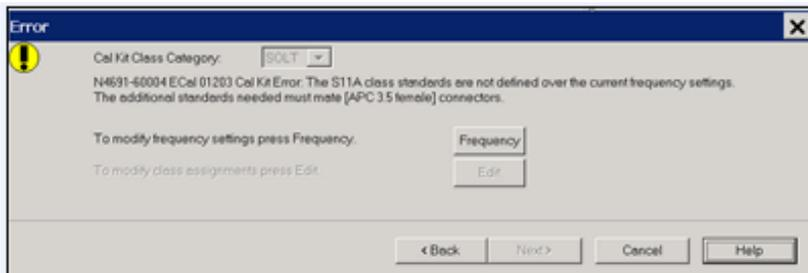 Error
Cal Kit Class Category: SOLT
N4691-60004 ECal 01203 Cal Kit Error: The S11A class standards are not defined over the current frequency settings.
The additional standards needed must mate [APC 3.5 female] connectors.
To modify frequency settings press Frequency. Frequency
To modify class assignments press Edit. Edit
< Back Next > Cancel Help